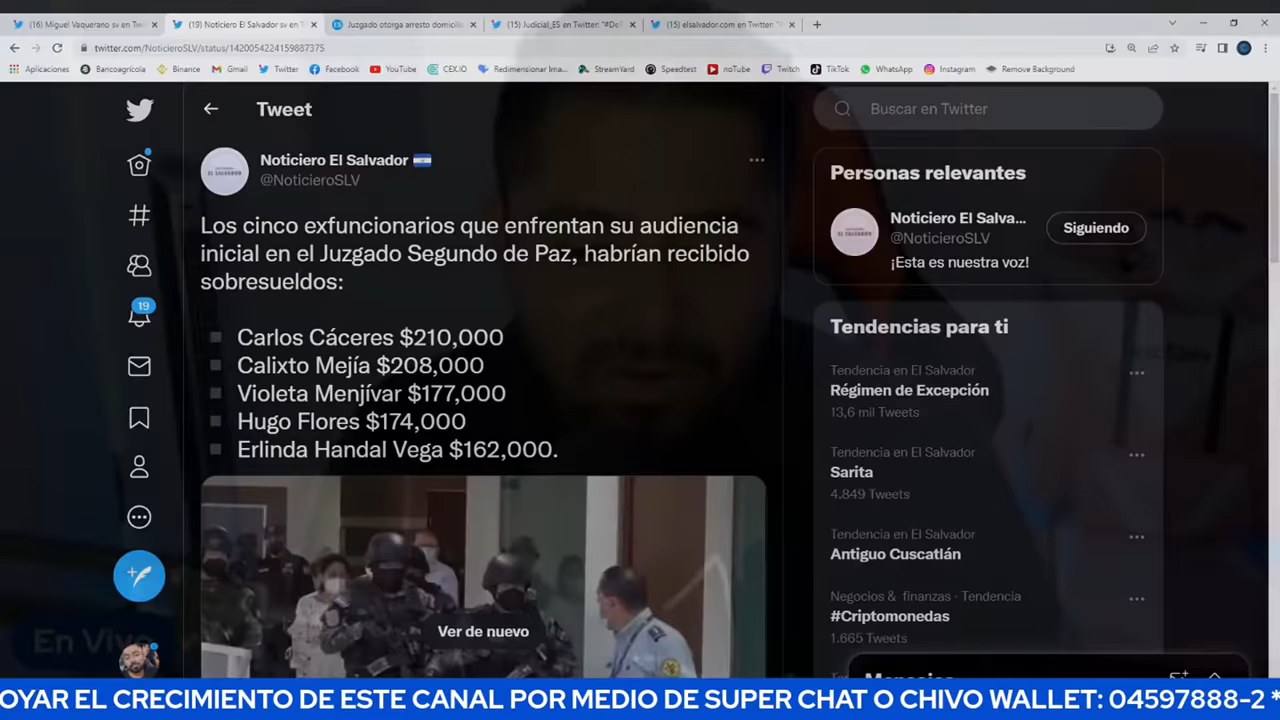 (16) Miguel Vaquerano sv en Twi
(19) Noticiero El Salvador sv en T
Juzgado otorga arresto domicilio
(15) Judicial_ES en Twitter: "#Del
(15) elsalvador.com en Twitter: "
twitter.com/NoticieroSLV/status/1420054224159887375
Aplicaciones
Bancoagrícola
Binance
Gmail
Twitter
Facebook
YouTube
CEX.IO
Redimensionar Ima...
StreamYard
Speedtest
noTube
Twitch
TikTok
WhatsApp
Instagram
Remove Background
Tweet
Buscar en Twitter
Noticiero El Salvador
@NoticieroSLV
Los cinco exfuncionarios que enfrentan su audiencia
inicial en el Juzgado Segundo de Paz, habrían recibido
sobresueldos:
Carlos Cáceres $210,000
Calixto Mejía $208,000
Violeta Menjívar $177,000
Hugo Flores $174,000
Erlinda Handal Vega $162,000.
Ver de nuevo
19
Personas relevantes
Noticiero El Salva...
@NoticieroSLV
Siguiendo
¡Esta es nuestra voz!
Tendencias para ti
Tendencia en El Salvador
Régimen de Excepción
13,6 mil Tweets
Tendencia en El Salvador
Sarita
4.849 Tweets
Tendencia en El Salvador
Antiguo Cuscatlán
Negocios & finanzas · Tendencia
#Criptomonedas
1.665 Tweets
Mensajes
En Vivo
OYAR EL CRECIMIENTO DE ESTE CANAL POR MEDIO DE SUPER CHAT O CHIVO WALLET: 04597888-2 *